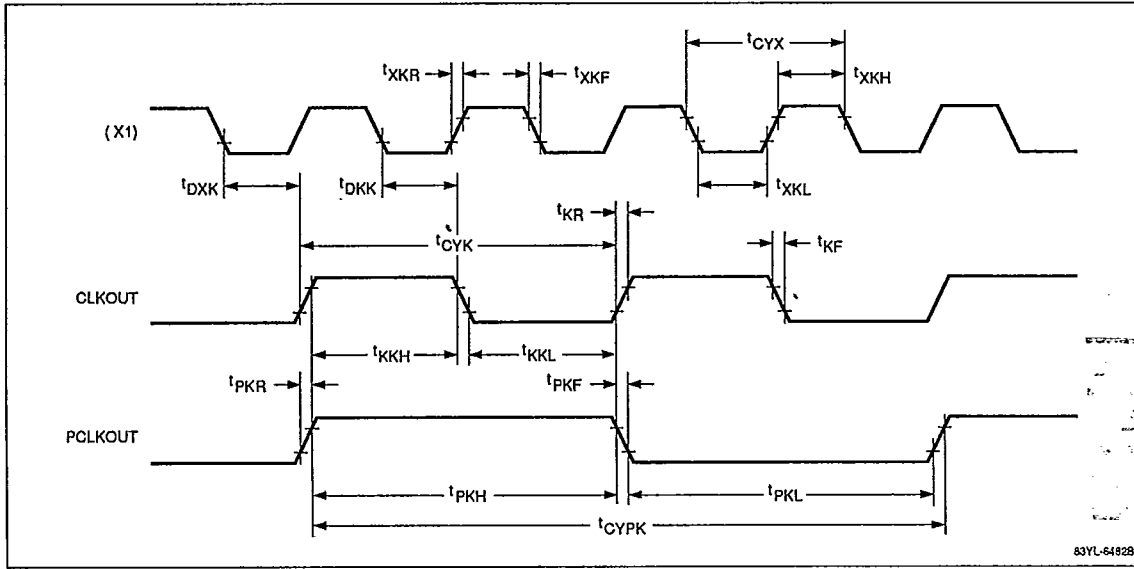 tCYX
tXKR tXKF tXKH
(X1)
tDXK tDKK tXKL
tKR
tCYK tKF
CLKOUT
tKKH tKKL
tPKR tPKF
PCLKOUT
tPKH tPKL
tCYPK
83YL-6482B